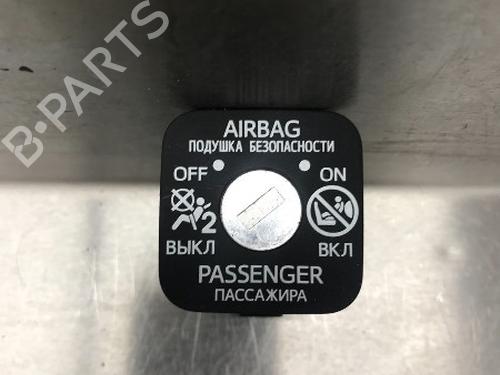 B-PARTS
AIRBAG
ПОДУШКА БЕЗОПАСНОСТИ
OFF ON
2
ВЫКЛ ВКЛ
PASSENGER
ПАССАЖИРА